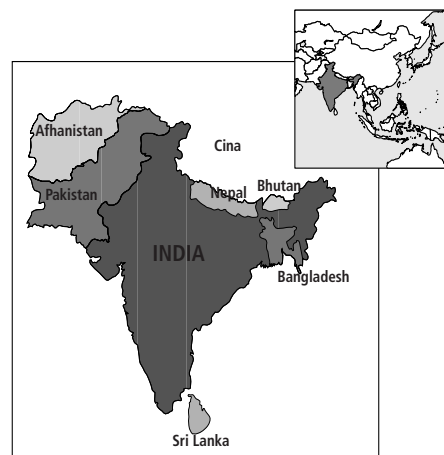 Afhanistan
Cina
Pakistan
Nepal
Bhutan
INDIA
Bangladesh
Sri Lanka